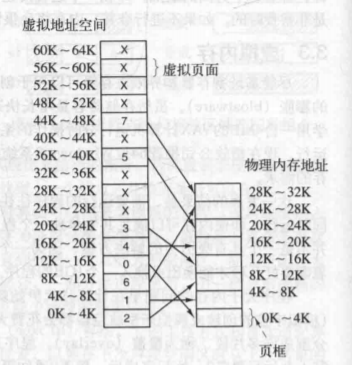 虚拟地址空间
60K~64K X
56K~60K X } 虚拟页面
52K~56K X
48K~52K X
44K~48K 7
40K~44K X
36K~40K 5
32K~36K X
28K~32K X
24K~28K X
20K~24K 3
16K~20K 4
12K~16K 0
8K~12K 6
4K~8K 1
0K~4K 2
物理内存地址
28K~32K
24K~28K
20K~24K
16K~20K
12K~16K
8K~12K
4K~8K
}0K~4K
页框